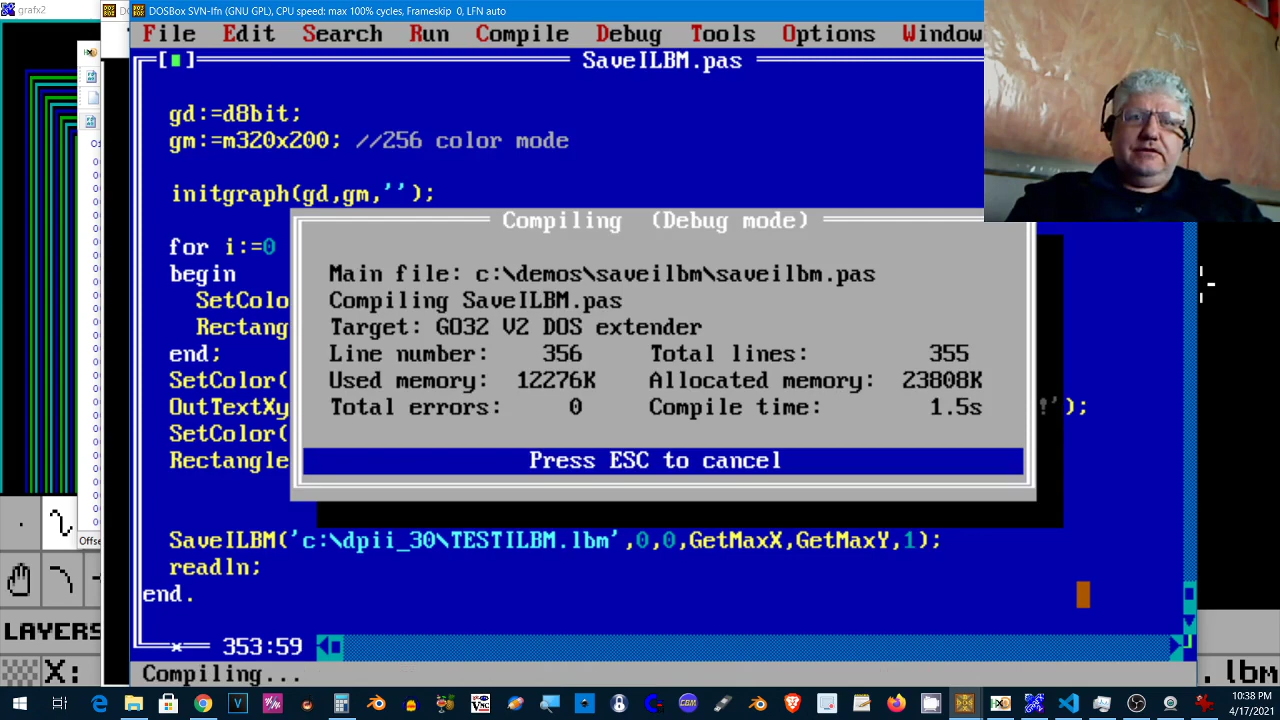 grafx2
DOSBox SVN-lfn (GNU GPL), CPU speed: max 100% cycles, Frameskip 0, LFN auto
File Edit Search Run Compile Debug Tools Options Window
[■] SaveILBM.pas
gd:=d8bit;
gm:=m320x200; //256 color mode
initgraph(gd,gm,'');
for i:=0
begin
SetColo
Rectang
end;
SetColor(
OutTextXy !');
SetColor(
Rectangle
Compiling (Debug mode)
Main file: c:\demos\saveilbm\saveilbm.pas
Compiling SaveILBM.pas
Target: GO32 V2 DOS extender
Line number: 356 Total lines: 355
Used memory: 12276K Allocated memory: 23808K
Total errors: 0 Compile time: 1.5s
Press ESC to cancel
SaveILBM('c:\dpii_30\TESTILBM.lbm',0,0,GetMaxX,GetMaxY,1);
readln;
end.
353:59
Compiling...
Offse
LAYERS
X:
.lbm
10:38 PM
4/17/2021